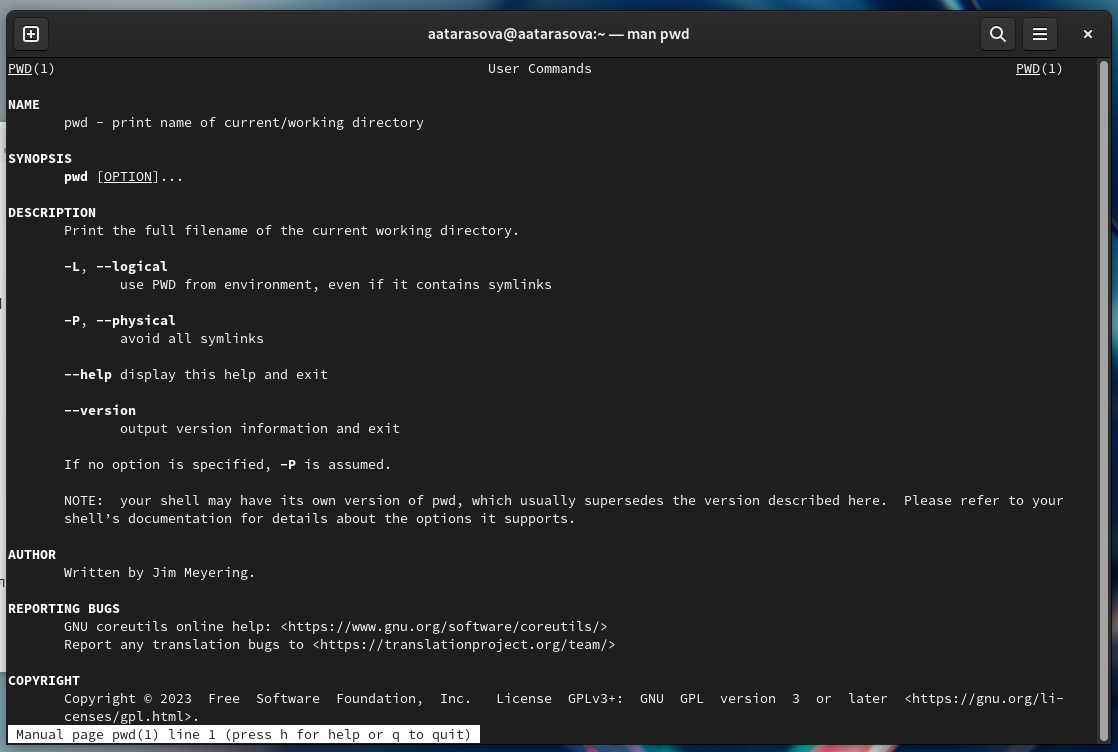 aatarasova@aatarasova:~ — man pwd
PWD(1) User Commands PWD(1)
NAME
pwd - print name of current/working directory
SYNOPSIS
pwd [OPTION]...
DESCRIPTION
Print the full filename of the current working directory.
-L, --logical
use PWD from environment, even if it contains symlinks
-P, --physical
avoid all symlinks
--help display this help and exit
--version
output version information and exit
If no option is specified, -P is assumed.
NOTE:  your shell may have its own version of pwd, which usually supersedes the version described here.  Please refer to your
shell’s documentation for details about the options it supports.
AUTHOR
Written by Jim Meyering.
REPORTING BUGS
GNU coreutils online help: <https://www.gnu.org/software/coreutils/>
Report any translation bugs to <https://translationproject.org/team/>
COPYRIGHT
Copyright © 2023  Free  Software  Foundation,  Inc.   License  GPLv3+:  GNU  GPL  version  3  or  later  <https://gnu.org/li-
censes/gpl.html>.
Manual page pwd(1) line 1 (press h for help or q to quit)